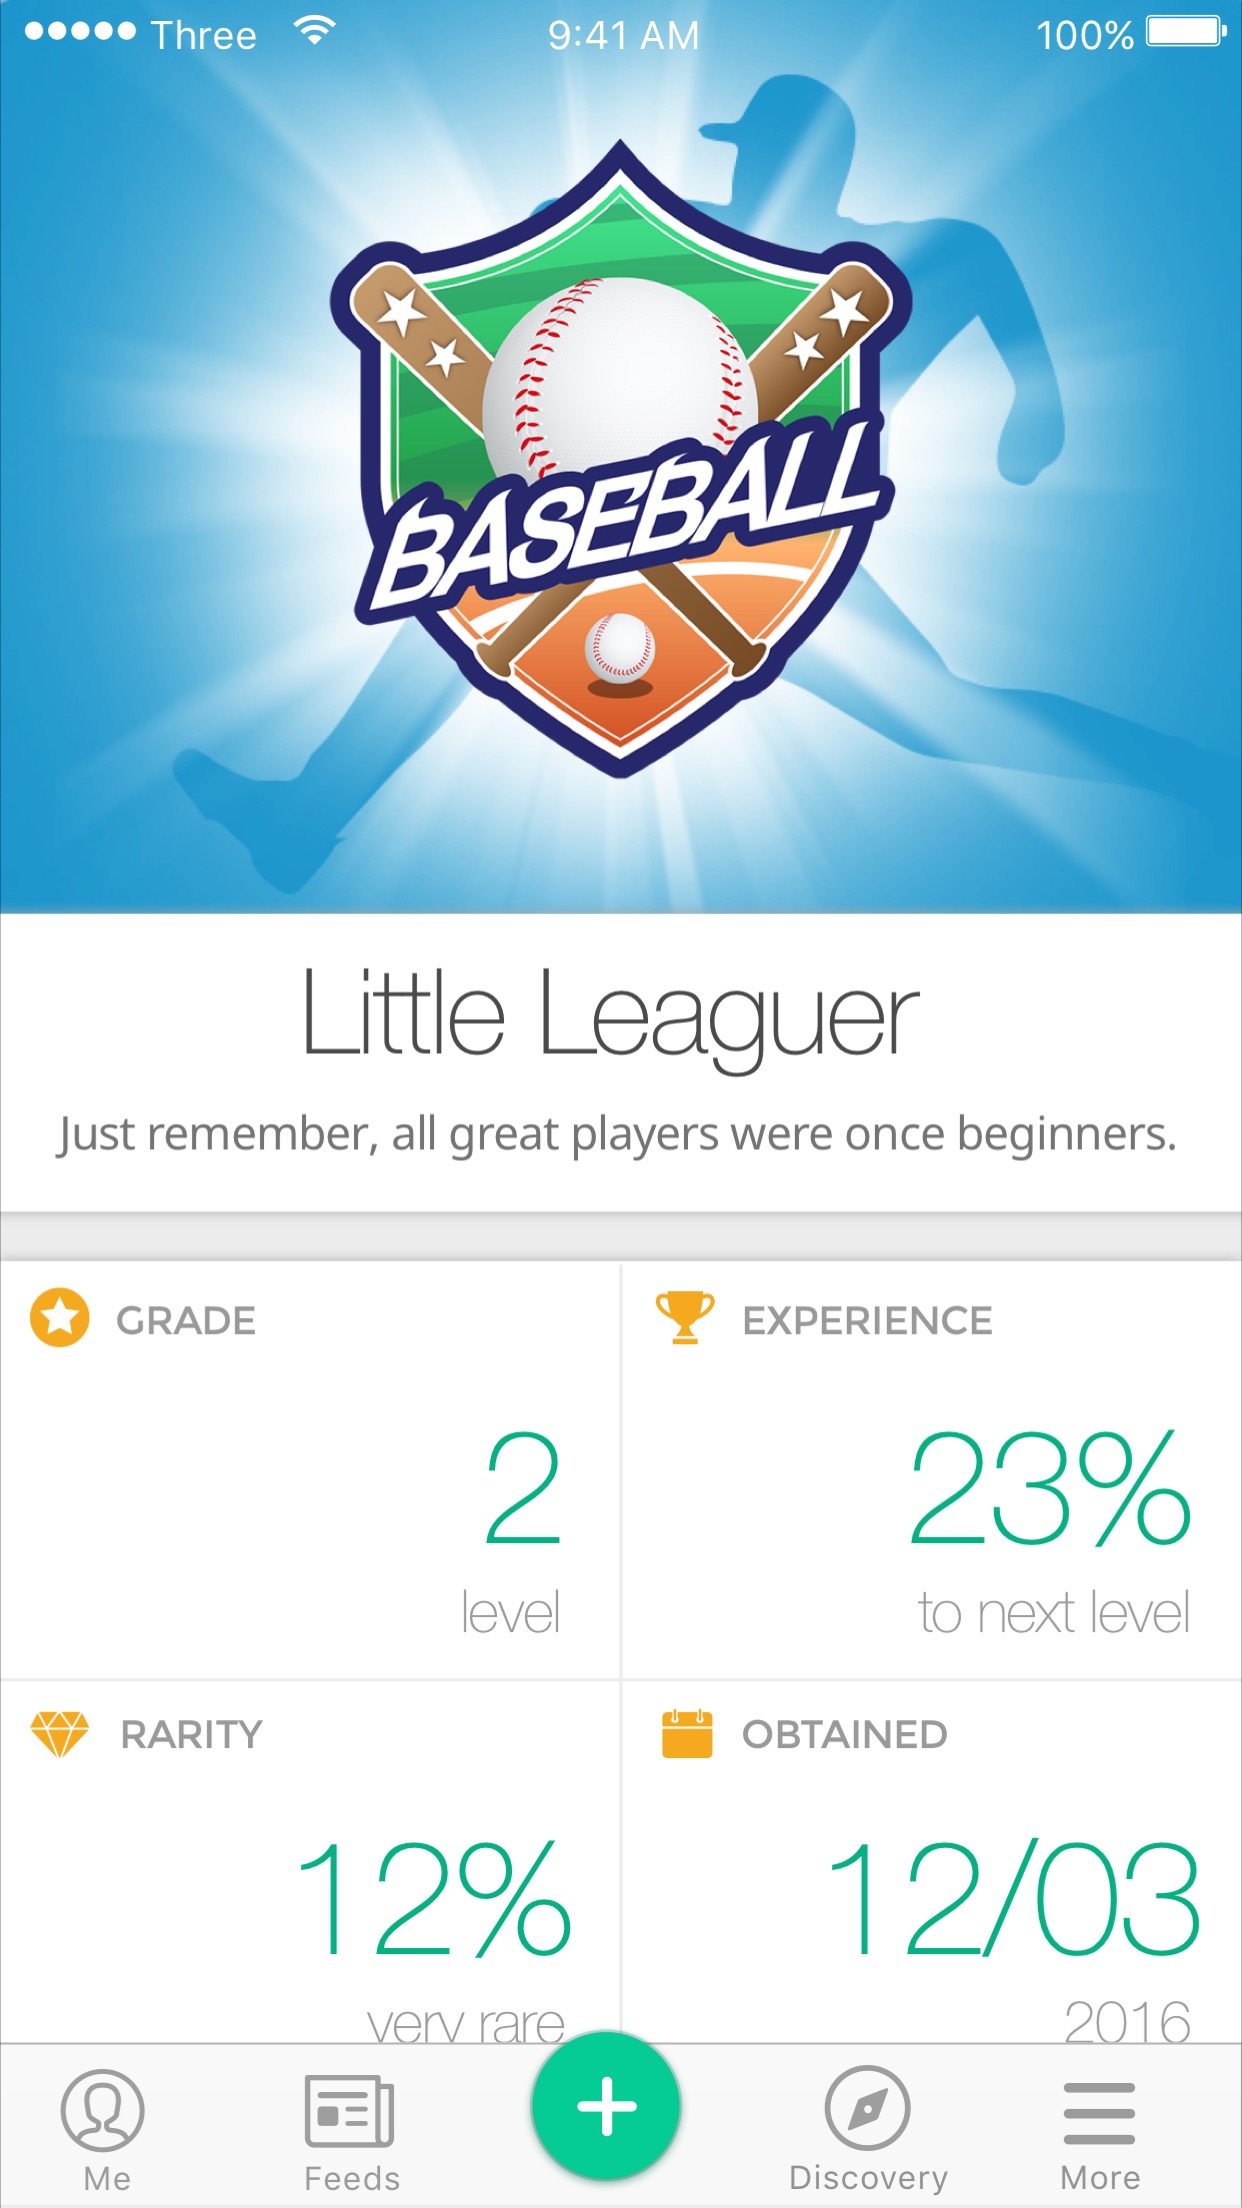 Three 9:41 AM 100%
BASEBALL
Little Leaguer
Just remember, all great players were once beginners.
GRADE
2
level
EXPERIENCE
23%
to next level
RARITY
12%
very rare
OBTAINED
12/03
2016
Me Feeds Discovery More